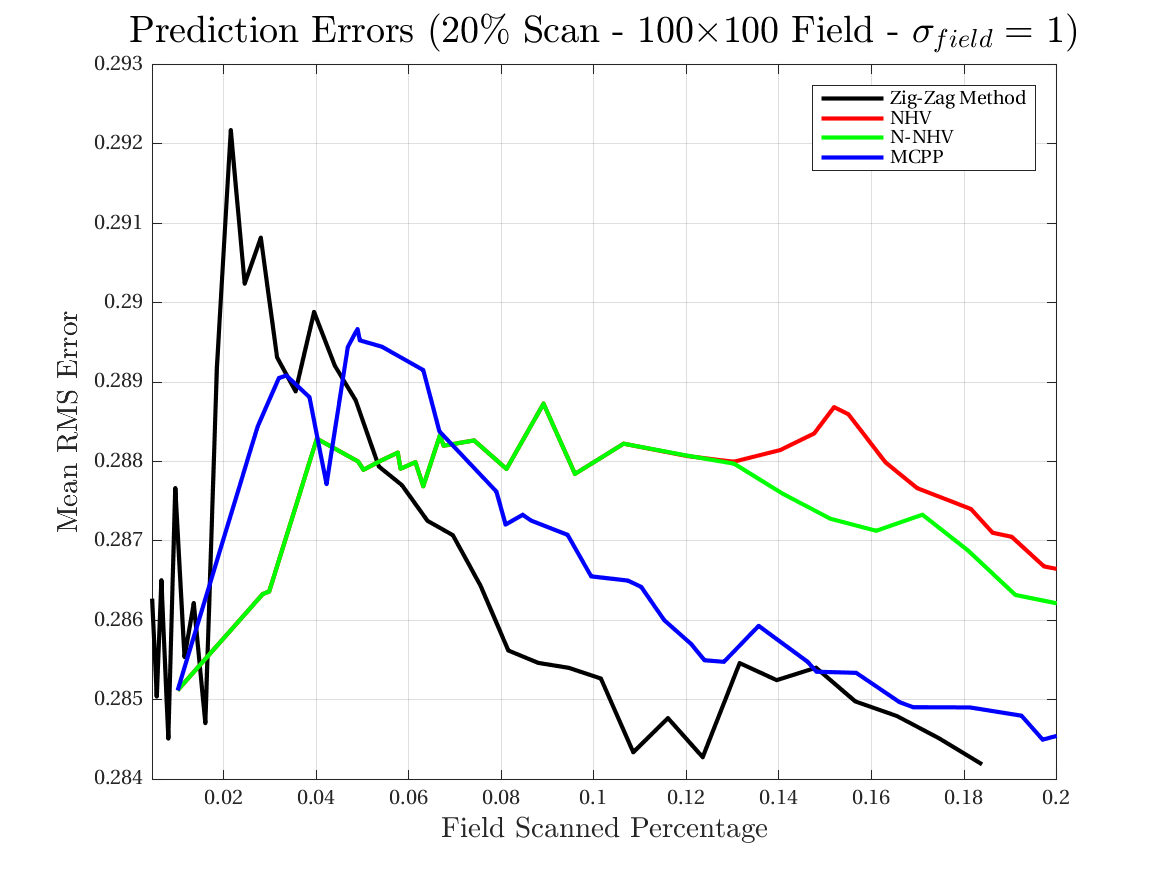 Prediction Errors (20% Scan - 100×100 Field - σ_field = 1)
0.293
0.292
0.291
0.29
0.289
0.288
0.287
0.286
0.285
0.284
Mean RMS Error
Zig-Zag Method
NHV
N-NHV
MCPP
0.02 0.04 0.06 0.08 0.1 0.12 0.14 0.16 0.18 0.2
Field Scanned Percentage